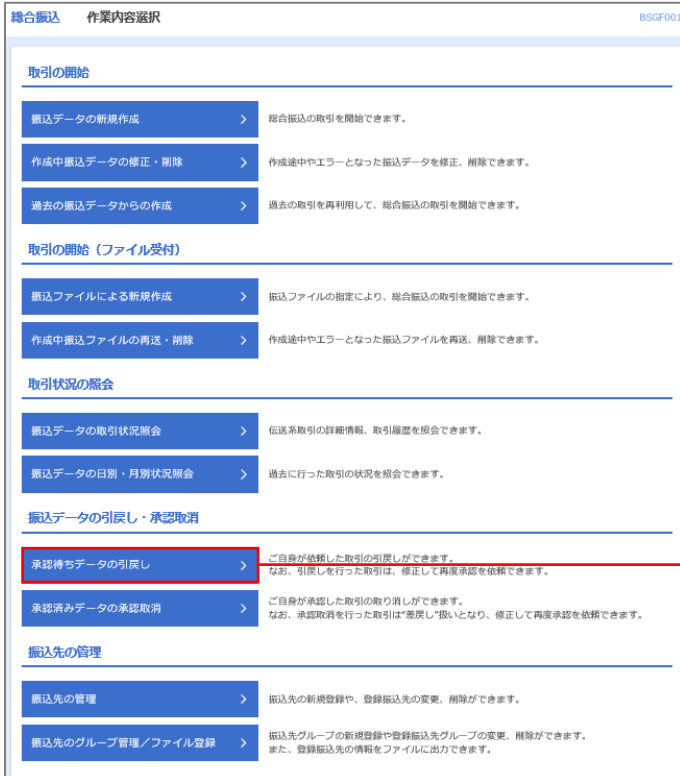 総合振込 作業内容選択 BSGF001
取引の開始
振込データの新規作成 総合振込の取引を開始できます。
作成中振込データの修正・削除 作成途中やエラーとなった振込データを修正、削除できます。
過去の振込データからの作成 過去の取引を再利用して、総合振込の取引を開始できます。
取引の開始（ファイル受付）
振込ファイルによる新規作成 振込ファイルの指定により、総合振込の取引を開始できます。
作成中振込ファイルの再送・削除 作成途中やエラーとなった振込ファイルを再送、削除できます。
取引状況の照会
振込データの取引状況照会 伝送系取引の詳細情報、取引履歴を照会できます。
振込データの日別・月別状況照会 過去に行った取引の状況を照会できます。
振込データの引戻し・承認取消
承認待ちデータの引戻し ご自身が依頼した取引の引戻しができます。
なお、引戻しを行った取引は、修正して再度承認を依頼できます。
承認済みデータの承認取消 ご自身が承認した取引の取り消しができます。
なお、承認取消を行った取引は“差戻し”扱いとなり、修正して再度承認を依頼できます。
振込先の管理
振込先の管理 振込先の新規登録や、登録振込先の変更、削除ができます。
振込先のグループ管理／ファイル登録 振込先グループの新規登録や登録振込先グループの変更、削除ができます。
また、登録振込先の情報をファイルに出力できます。